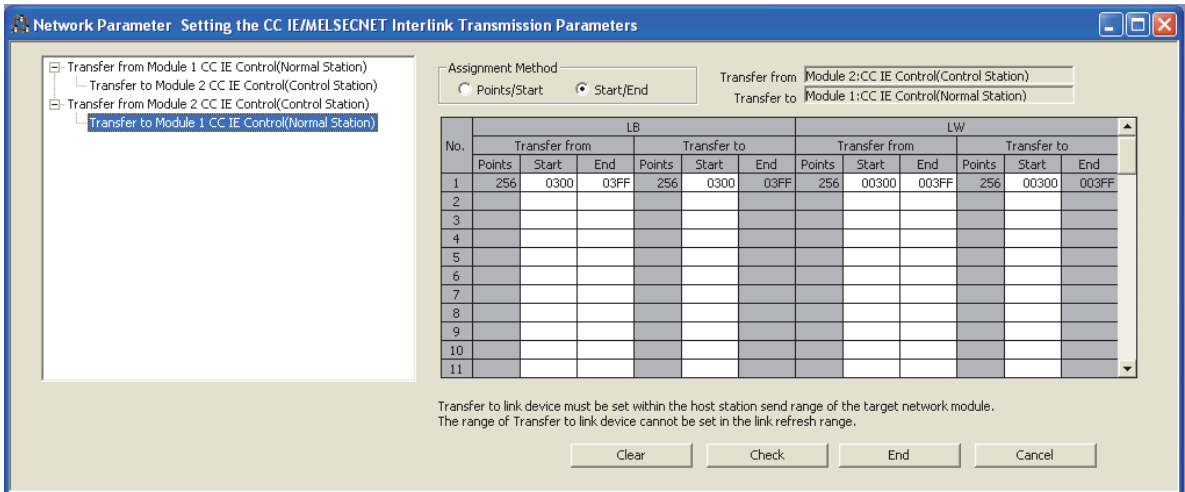 Network Parameter  Setting the CC IE/MELSECNET Interlink Transmission Parameters
Transfer from Module 1 CC IE Control(Normal Station)
Transfer to Module 2 CC IE Control(Control Station)
Transfer from Module 2 CC IE Control(Control Station)
Transfer to Module 1 CC IE Control(Normal Station)
Assignment Method
Points/Start Start/End
Transfer from Module 2:CC IE Control(Control Station)
Transfer to Module 1:CC IE Control(Normal Station)
No. LB LW
Transfer from Transfer to Transfer from Transfer to
Points Start End Points Start End Points Start End Points Start End
1 256 0300 03FF 256 0300 03FF 256 00300 003FF 256 00300 003FF
2
3
4
5
6
7
8
9
10
11
Transfer to link device must be set within the host station send range of the target network module.
The range of Transfer to link device cannot be set in the link refresh range.
Clear Check End Cancel